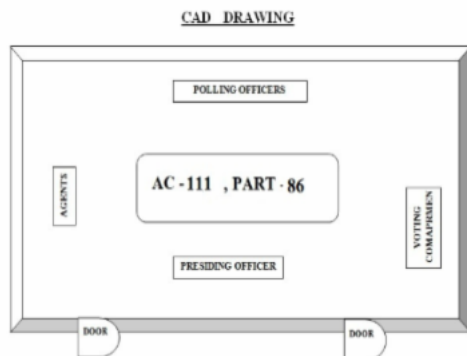 CAD DRAWING
POLLING OFFICERS
AC -111 , PART - 86
AGENTS
VOTING
COMAPRMEN
PRESIDING OFFICER
DOOR
DOOR